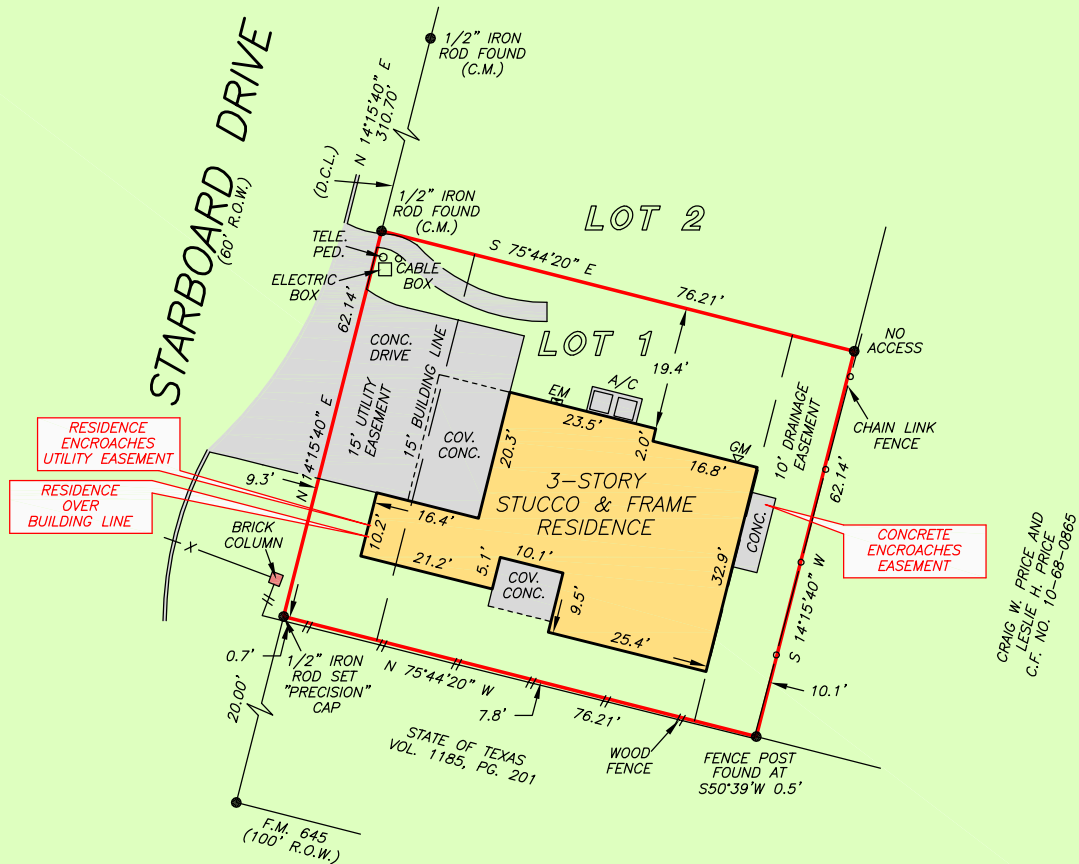 STARBOARD DRIVE
(60' R.O.W.)
1/2" IRON
ROD FOUND
(C.M.)
N 14°15'40" E
310.70'
(D.C.L.)
1/2" IRON
ROD FOUND
(C.M.)
LOT 2
TELE.
PED.
CABLE
BOX
ELECTRIC
BOX
S 75°44'20" E
76.21'
62.14'
NO
ACCESS
LOT 1
CONC.
DRIVE
15' UTILITY
EASEMENT
15' BUILDING LINE
COV.
CONC.
EM
A/C
19.4'
10' DRAINAGE
EASEMENT
CHAIN LINK
FENCE
23.5'
2.0'
16.8'
GM
20.3'
3-STORY
STUCCO & FRAME
RESIDENCE
62.14'
RESIDENCE
ENCROACHES
UTILITY EASEMENT
N 14°15'40" E
9.3'
RESIDENCE
OVER
BUILDING LINE
16.4'
10.2'
BRICK
COLUMN
X
21.2'
5.1'
10.1'
COV.
CONC.
9.5'
32.9'
CONC.
CONCRETE
ENCROACHES
EASEMENT
25.4'
S 14°15'40" W
10.1'
CRAIG W. PRICE AND
LESLIE H. PRICE
C.F. NO. 10-68-0865
0.7'
1/2" IRON
ROD SET
"PRECISION"
CAP
N 75°44'20" W
7.8'
76.21'
20.00'
STATE OF TEXAS
VOL. 1185, PG. 201
WOOD
FENCE
FENCE POST
FOUND AT
S50°39'W 0.5'
F.M. 645
(100' R.O.W.)